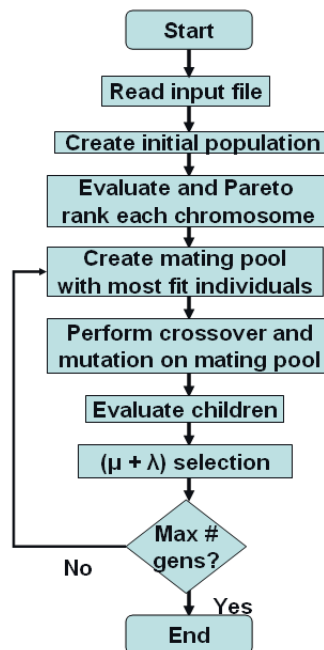 Start
Read input file
Create initial population
Evaluate and Pareto
rank each chromosome
Create mating pool
with most fit individuals
Perform crossover and
mutation on mating pool
Evaluate children
(μ + λ) selection
Max #
gens?
No
Yes
End